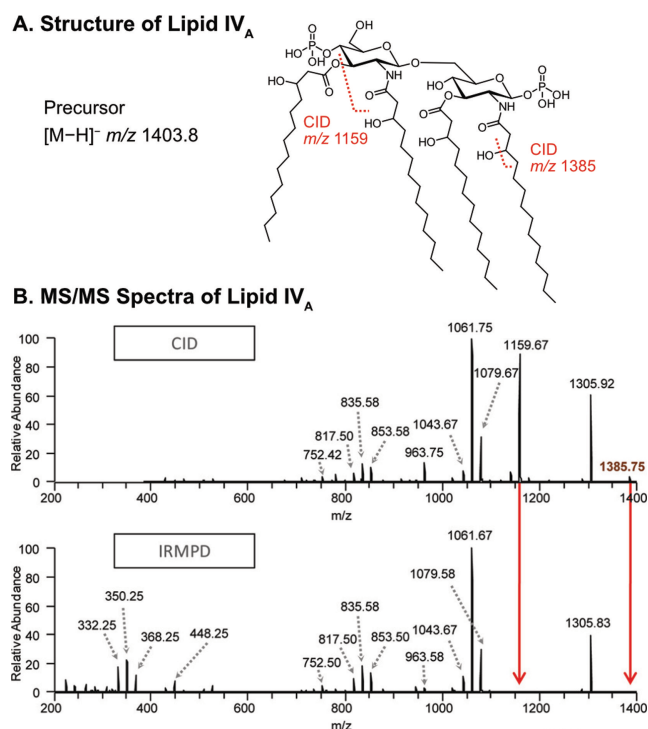 A. Structure of Lipid IVA
Precursor
[M−H]⁻ m/z 1403.8
HO
O
HO P O
OH
HO
O
O
O
O
HO
O
NH
O
HO
O
HO
O
O
O
NH
O
HO
O
O P OH
OH
HO
CID
m/z 1159
CID
m/z 1385
B. MS/MS Spectra of Lipid IVA
CID
Relative Abundance
100
80
60
40
20
0
1061.75
1159.67
1079.67
1305.92
835.58
817.50
752.42
853.58
1043.67
963.75
1385.75
200 400 600 800 1000 1200 1400
m/z
IRMPD
Relative Abundance
100
80
60
40
20
0
1061.67
1079.58
350.25
332.25
368.25
448.25
835.58
817.50
752.50
853.50
1043.67
963.58
1305.83
200 400 600 800 1000 1200 1400
m/z